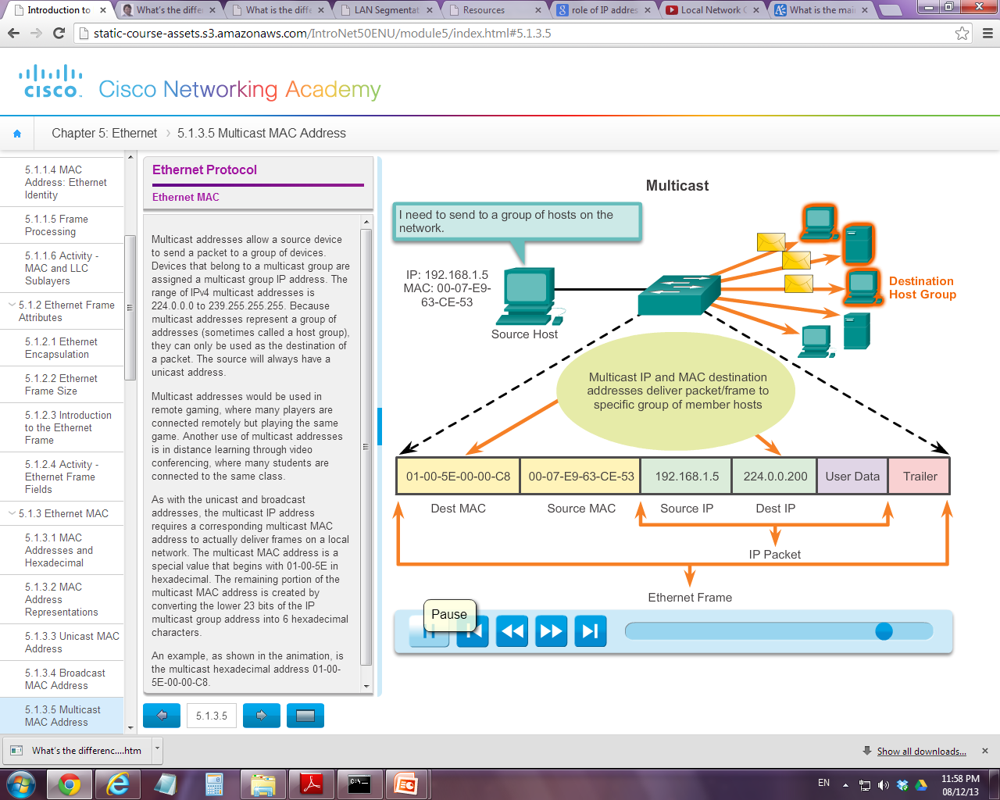 Introduction to
What's the differ
What is the diffe
LAN Segmentat
Resources
role of IP addres
Local Network C
What is the mai
static-course-assets.s3.amazonaws.com/IntroNet50ENU/module5/index.html#5.1.3.5
CISCO
Cisco Networking Academy
Chapter 5: Ethernet
5.1.3.5 Multicast MAC Address
5.1.1.4 MAC
Address: Ethernet
Identity
5.1.1.5 Frame
Processing
5.1.1.6 Activity -
MAC and LLC
Sublayers
5.1.2 Ethernet Frame
Attributes
5.1.2.1 Ethernet
Encapsulation
5.1.2.2 Ethernet
Frame Size
5.1.2.3 Introduction
to the Ethernet
Frame
5.1.2.4 Activity -
Ethernet Frame
Fields
5.1.3 Ethernet MAC
5.1.3.1 MAC
Addresses and
Hexadecimal
5.1.3.2 MAC
Address
Representations
5.1.3.3 Unicast MAC
Address
5.1.3.4 Broadcast
MAC Address
5.1.3.5 Multicast
MAC Address
Ethernet Protocol
Ethernet MAC
Multicast addresses allow a source device
to send a packet to a group of devices.
Devices that belong to a multicast group are
assigned a multicast group IP address. The
range of IPv4 multicast addresses is
224.0.0.0 to 239.255.255.255. Because
multicast addresses represent a group of
addresses (sometimes called a host group),
they can only be used as the destination of
a packet. The source will always have a
unicast address.
Multicast addresses would be used in
remote gaming, where many players are
connected remotely but playing the same
game. Another use of multicast addresses
is in distance learning through video
conferencing, where many students are
connected to the same class.
As with the unicast and broadcast
addresses, the multicast IP address
requires a corresponding multicast MAC
address to actually deliver frames on a local
network. The multicast MAC address is a
special value that begins with 01-00-5E in
hexadecimal. The remaining portion of the
multicast MAC address is created by
converting the lower 23 bits of the IP
multicast group address into 6 hexadecimal
characters.
An example, as shown in the animation, is
the multicast hexadecimal address 01-00-
5E-00-00-C8.
5.1.3.5
Multicast
I need to send to a group of hosts on the
network.
IP: 192.168.1.5
MAC: 00-07-E9-
63-CE-53
Source Host
Destination
Host Group
Multicast IP and MAC destination
addresses deliver packet/frame to
specific group of member hosts
01-00-5E-00-00-C8
00-07-E9-63-CE-53
192.168.1.5
224.0.0.200
User Data
Trailer
Dest MAC
Source MAC
Source IP
Dest IP
IP Packet
Ethernet Frame
Pause
What's the differenc....htm
Show all downloads...
EN
11:58 PM
08/12/13